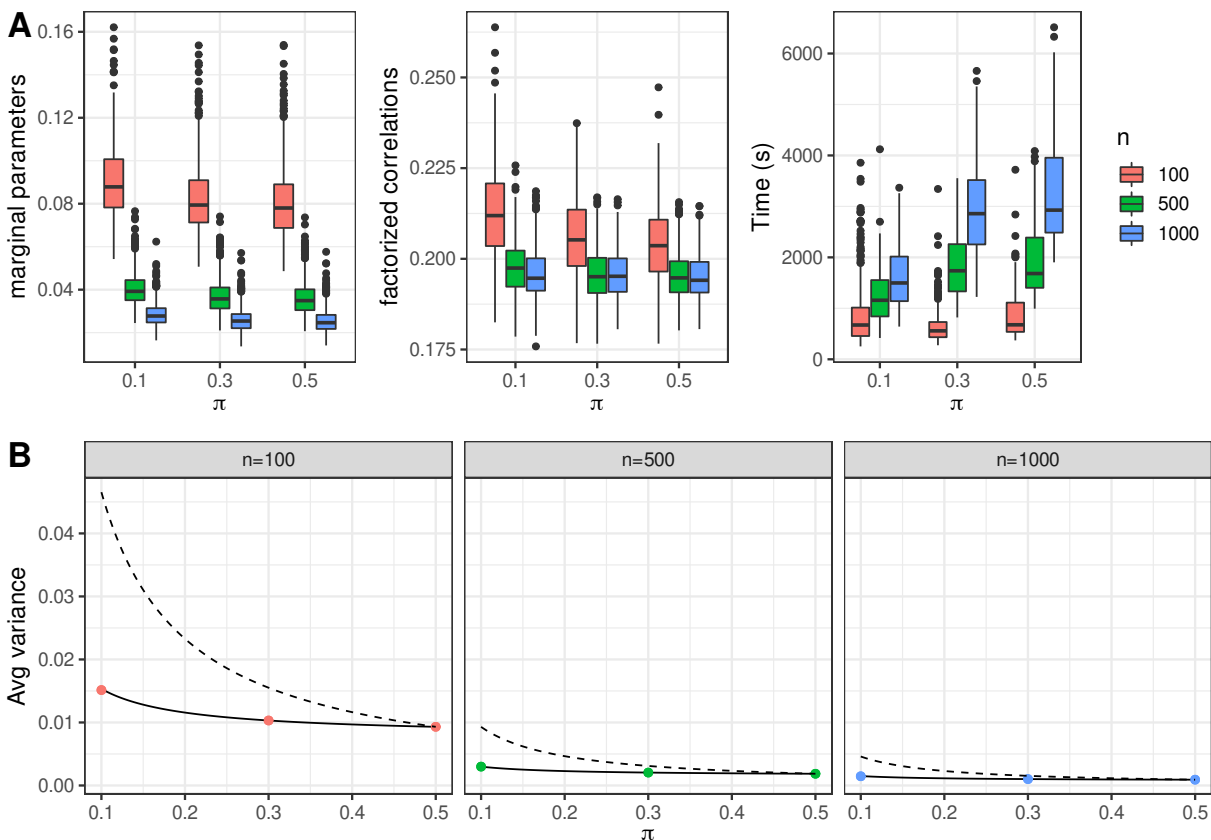 A
marginal parameters
0.16
0.12
0.08
0.04
0.1 0.3 0.5
π
factorized correlations
0.250
0.225
0.200
0.175
0.1 0.3 0.5
π
Time (s)
6000
4000
2000
0
0.1 0.3 0.5
π
n
100
500
1000
B
n=100 n=500 n=1000
Avg variance
0.04
0.03
0.02
0.01
0.00
0.1 0.2 0.3 0.4 0.5 0.1 0.2 0.3 0.4 0.5 0.1 0.2 0.3 0.4 0.5
π